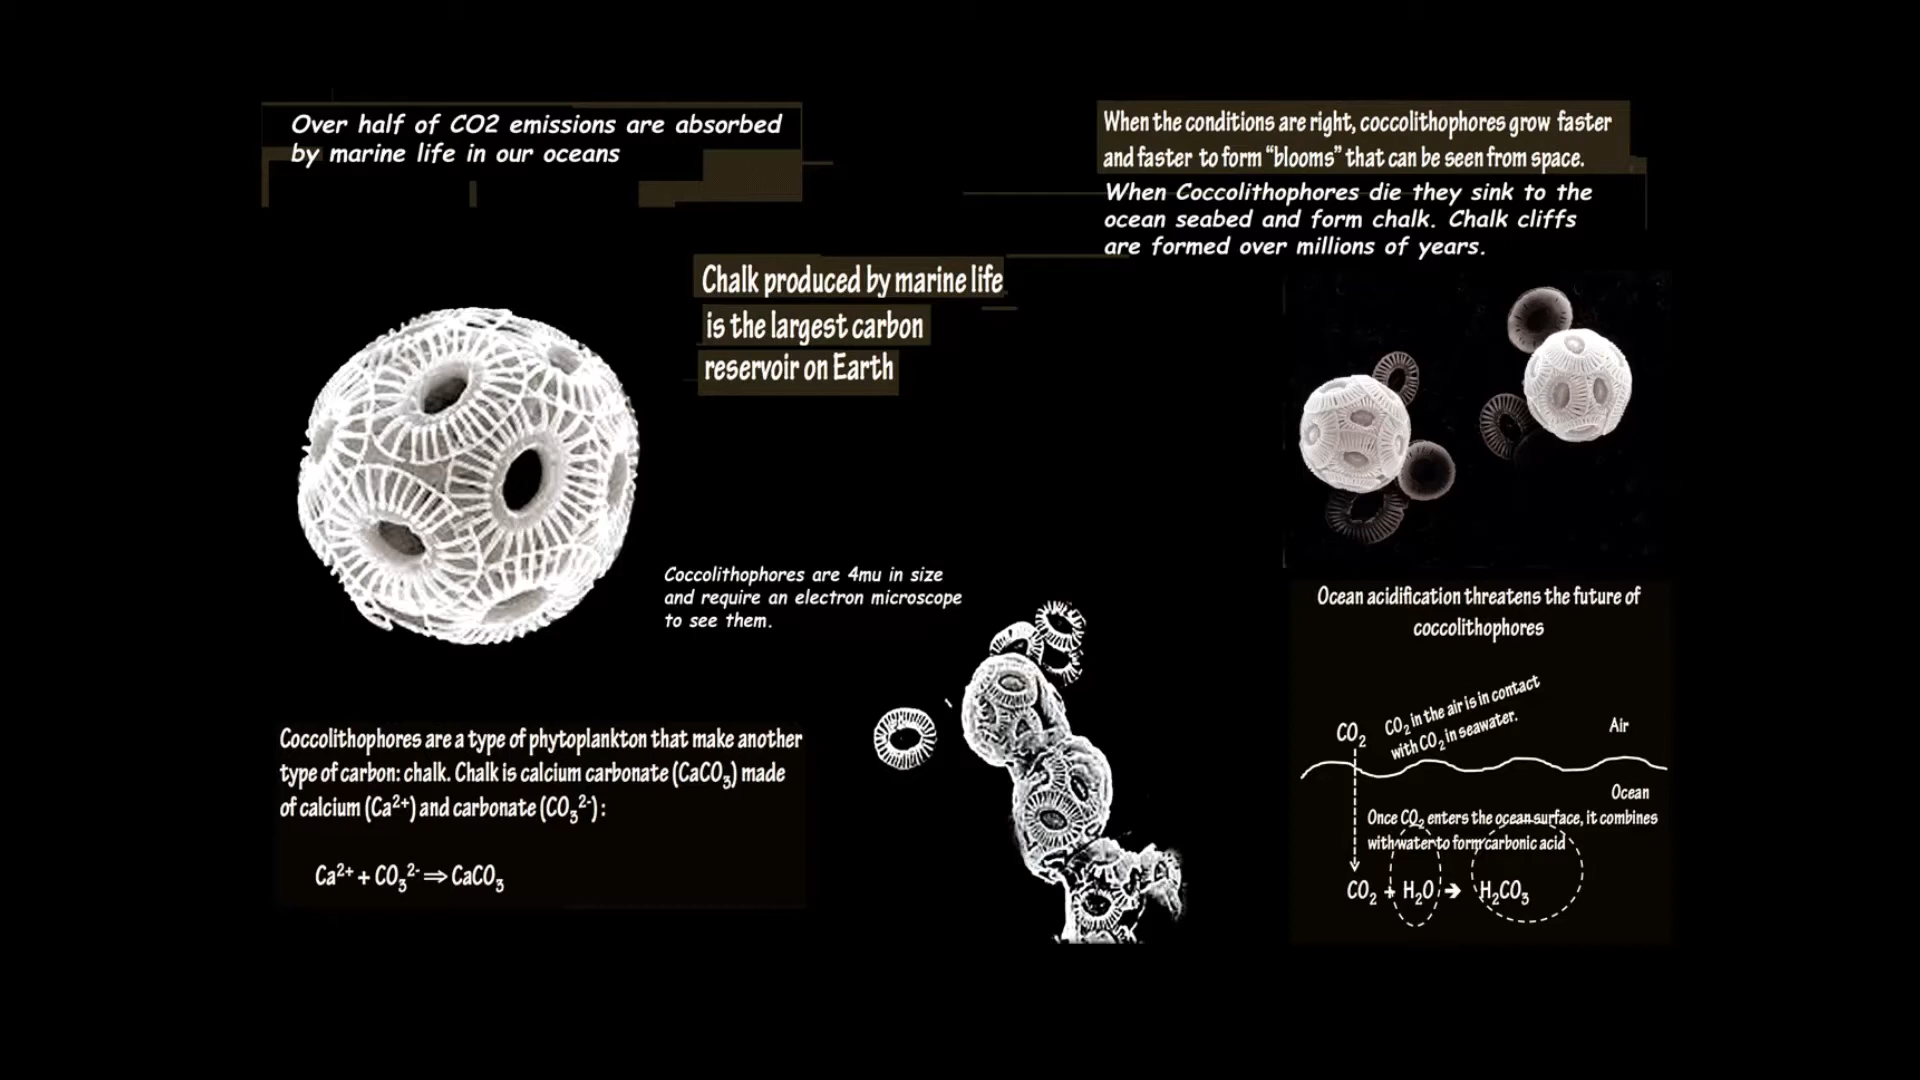 Over half of CO2 emissions are absorbed
by marine life in our oceans
When the conditions are right, coccolithophores grow faster
and faster to form “blooms” that can be seen from space.
When Coccolithophores die they sink to the
ocean seabed and form chalk. Chalk cliffs
are formed over millions of years.
Chalk produced by marine life
is the largest carbon
reservoir on Earth
Coccolithophores are 4mu in size
and require an electron microscope
to see them.
Coccolithophores are a type of phytoplankton that make another
type of carbon: chalk. Chalk is calcium carbonate (CaCO₃) made
of calcium (Ca²⁺) and carbonate (CO₃²⁻) :
Ca²⁺ + CO₃²⁻ ⇒ CaCO₃
Ocean acidification threatens the future of
coccolithophores
CO₂
CO₂ in the air is in contact
with CO₂ in seawater.
Air
Ocean
Once CO₂ enters the ocean surface, it combines
with water to form carbonic acid
CO₂ + H₂O → H₂CO₃